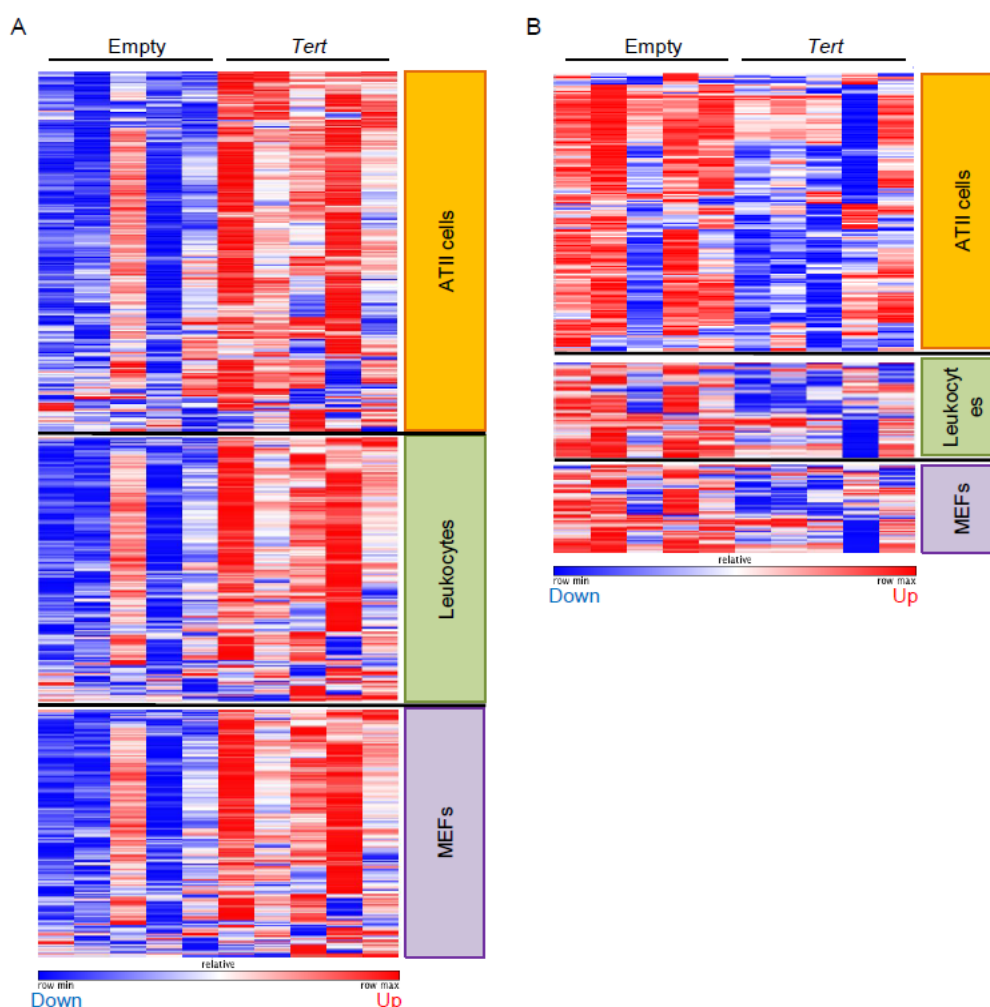 A
Empty
Tert
ATII cells
Leukocytes
MEFs
relative
row min
row max
Down
Up
B
Empty
Tert
ATII cells
Leukocyt
es
MEFs
relative
row min
row max
Down
Up